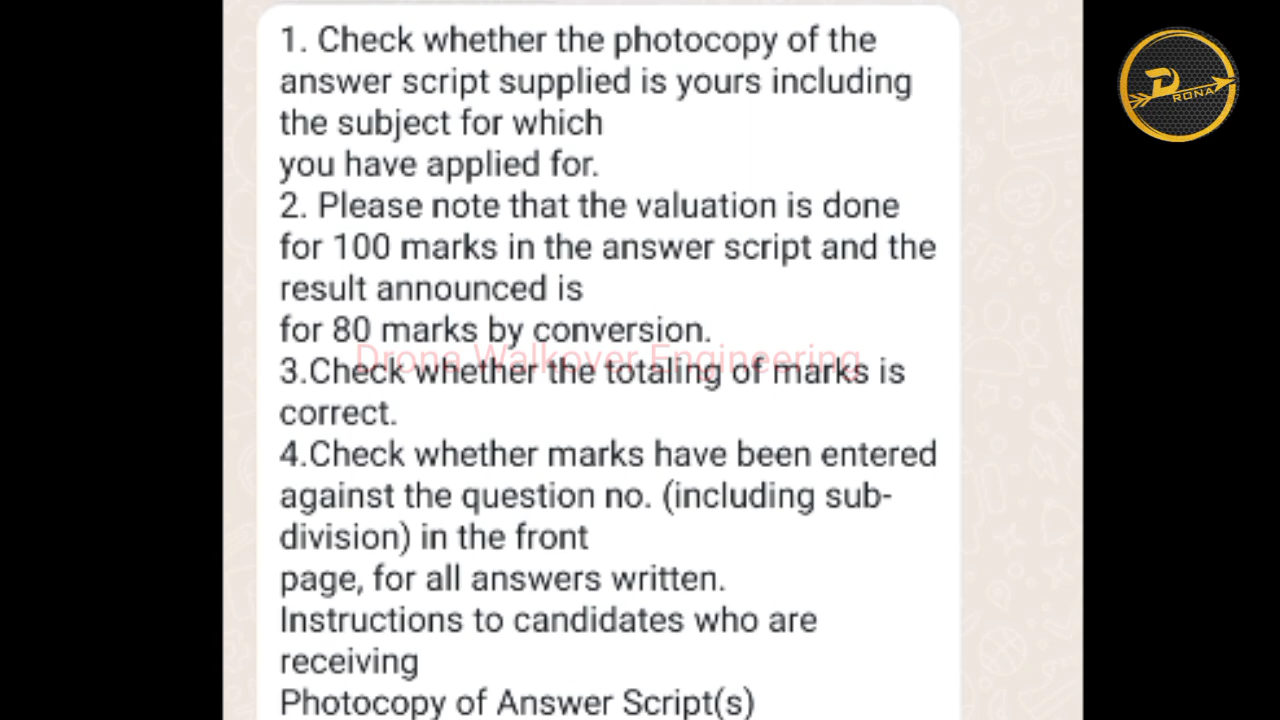 1. Check whether the photocopy of the
answer script supplied is yours including
the subject for which
you have applied for.
2. Please note that the valuation is done
for 100 marks in the answer script and the
result announced is
for 80 marks by conversion.
Drona Walkover Engineering
3.Check whether the totaling of marks is
correct.
4.Check whether marks have been entered
against the question no. (including sub-
division) in the front
page, for all answers written.
Instructions to candidates who are
receiving
Photocopy of Answer Script(s)
DRONA